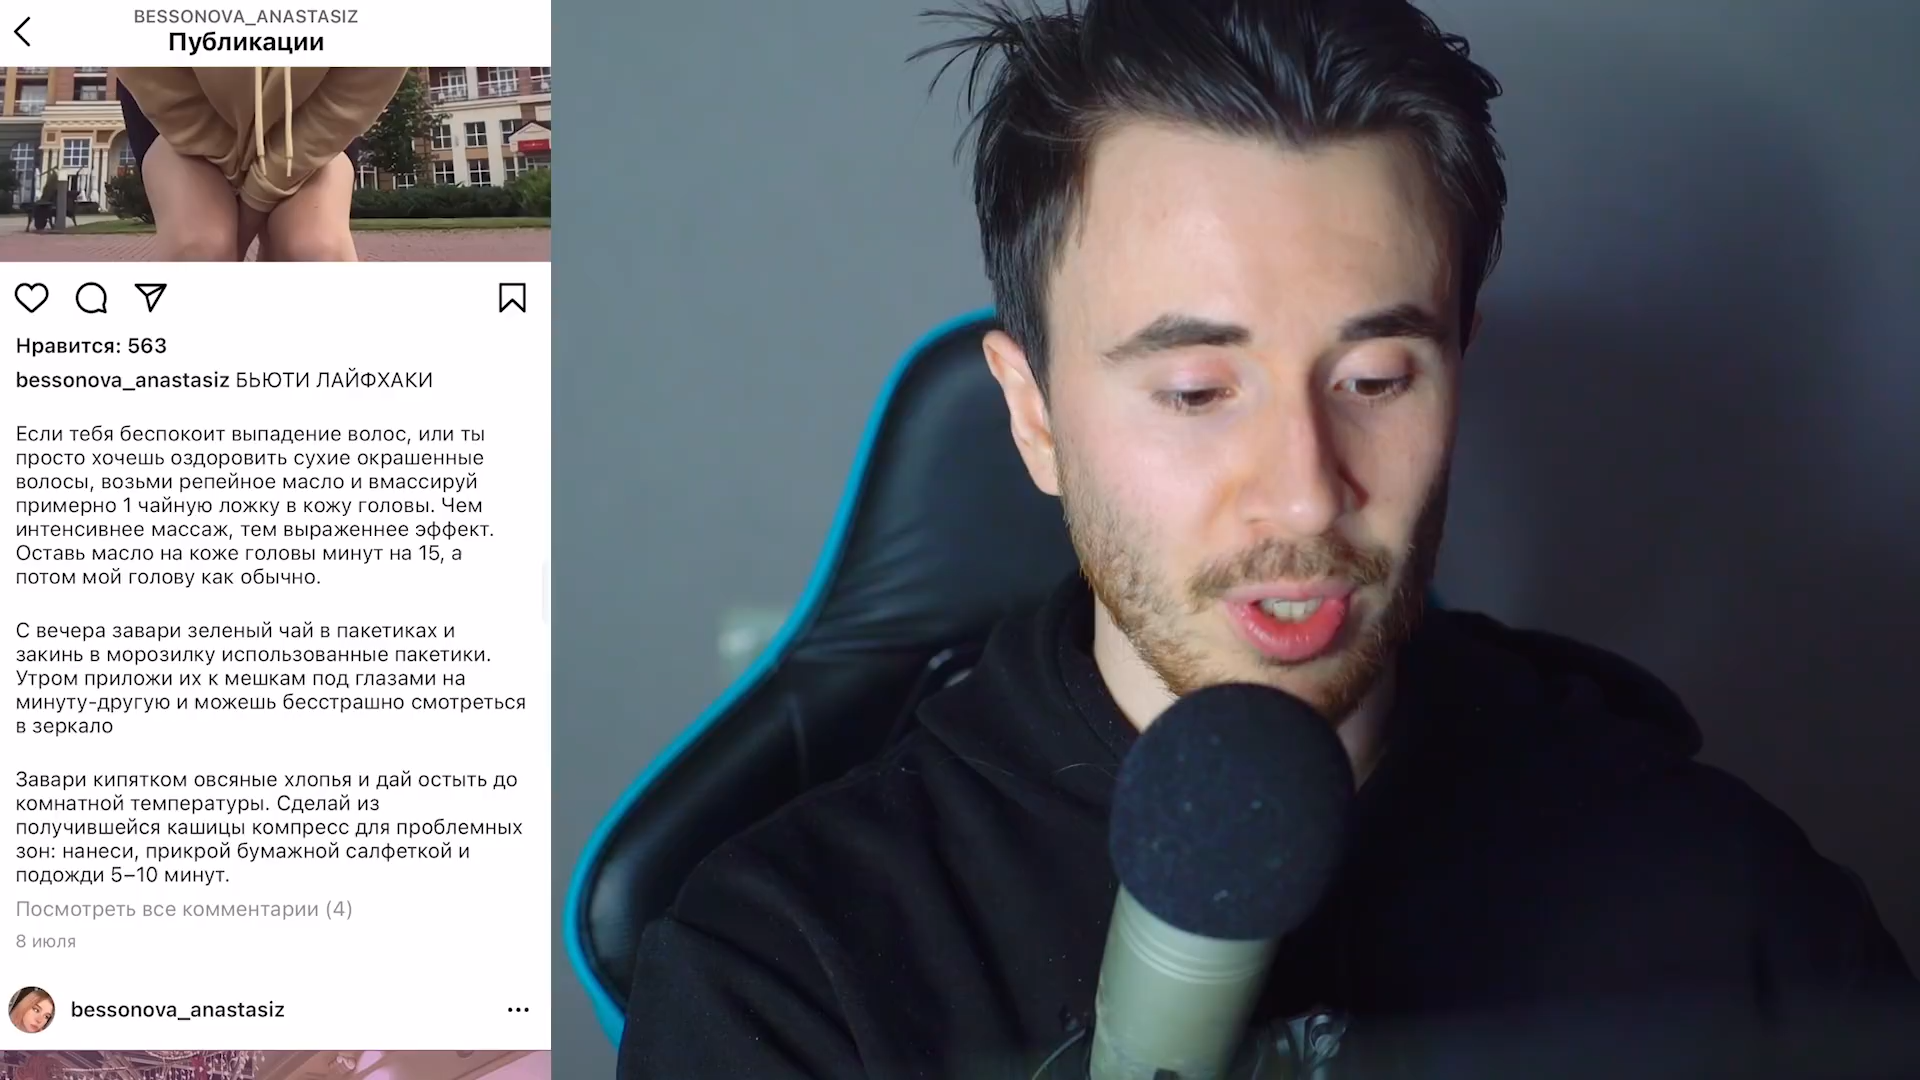 BESSONOVA_ANASTASIZ
Публикации
Нравится: 563
bessonova_anastasiz БЬЮТИ ЛАЙФХАКИ
Если тебя беспокоит выпадение волос, или ты
просто хочешь оздоровить сухие окрашенные
волосы, возьми репейное масло и вмассируй
примерно 1 чайную ложку в кожу головы. Чем
интенсивнее массаж, тем выраженнее эффект.
Оставь масло на коже головы минут на 15, а
потом мой голову как обычно.
С вечера завари зеленый чай в пакетиках и
закинь в морозилку использованные пакетики.
Утром приложи их к мешкам под глазами на
минуту-другую и можешь бесстрашно смотреться
в зеркало
Завари кипятком овсяные хлопья и дай остыть до
комнатной температуры. Сделай из
получившейся кашицы компресс для проблемных
зон: нанеси, прикрой бумажной салфеткой и
подожди 5–10 минут.
Посмотреть все комментарии (4)
8 июля
bessonova_anastasiz